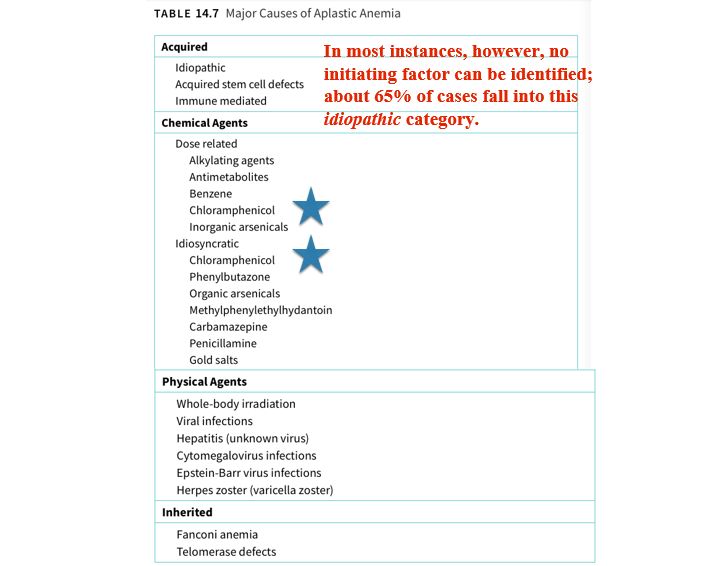 TABLE 14.7 Major Causes of Aplastic Anemia
Acquired
In most instances, however, no
initiating factor can be identified;
about 65% of cases fall into this
idiopathic category.
Idiopathic
Acquired stem cell defects
Immune mediated
Chemical Agents
Dose related
Alkylating agents
Antimetabolites
Benzene
Chloramphenicol
Inorganic arsenicals
Idiosyncratic
Chloramphenicol
Phenylbutazone
Organic arsenicals
Methylphenylethylhydantoin
Carbamazepine
Penicillamine
Gold salts
Physical Agents
Whole-body irradiation
Viral infections
Hepatitis (unknown virus)
Cytomegalovirus infections
Epstein-Barr virus infections
Herpes zoster (varicella zoster)
Inherited
Fanconi anemia
Telomerase defects